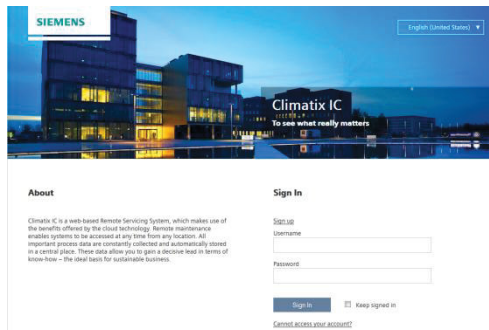 SIEMENS
English (United States)
Climatix IC
To see what really matters
About
Climatix IC is a web-based Remote Servicing System, which makes use of
the benefits offered by the cloud technology. Remote maintenance
enables systems to be accessed at any time from any location. All
important process data are constantly collected and automatically stored
in a central place. These data allow you to gain a decisive lead in terms of
know-how – the ideal basis for sustainable business.
Sign In
Sign up
Username
Password
Sign In
Keep signed in
Cannot access your account?